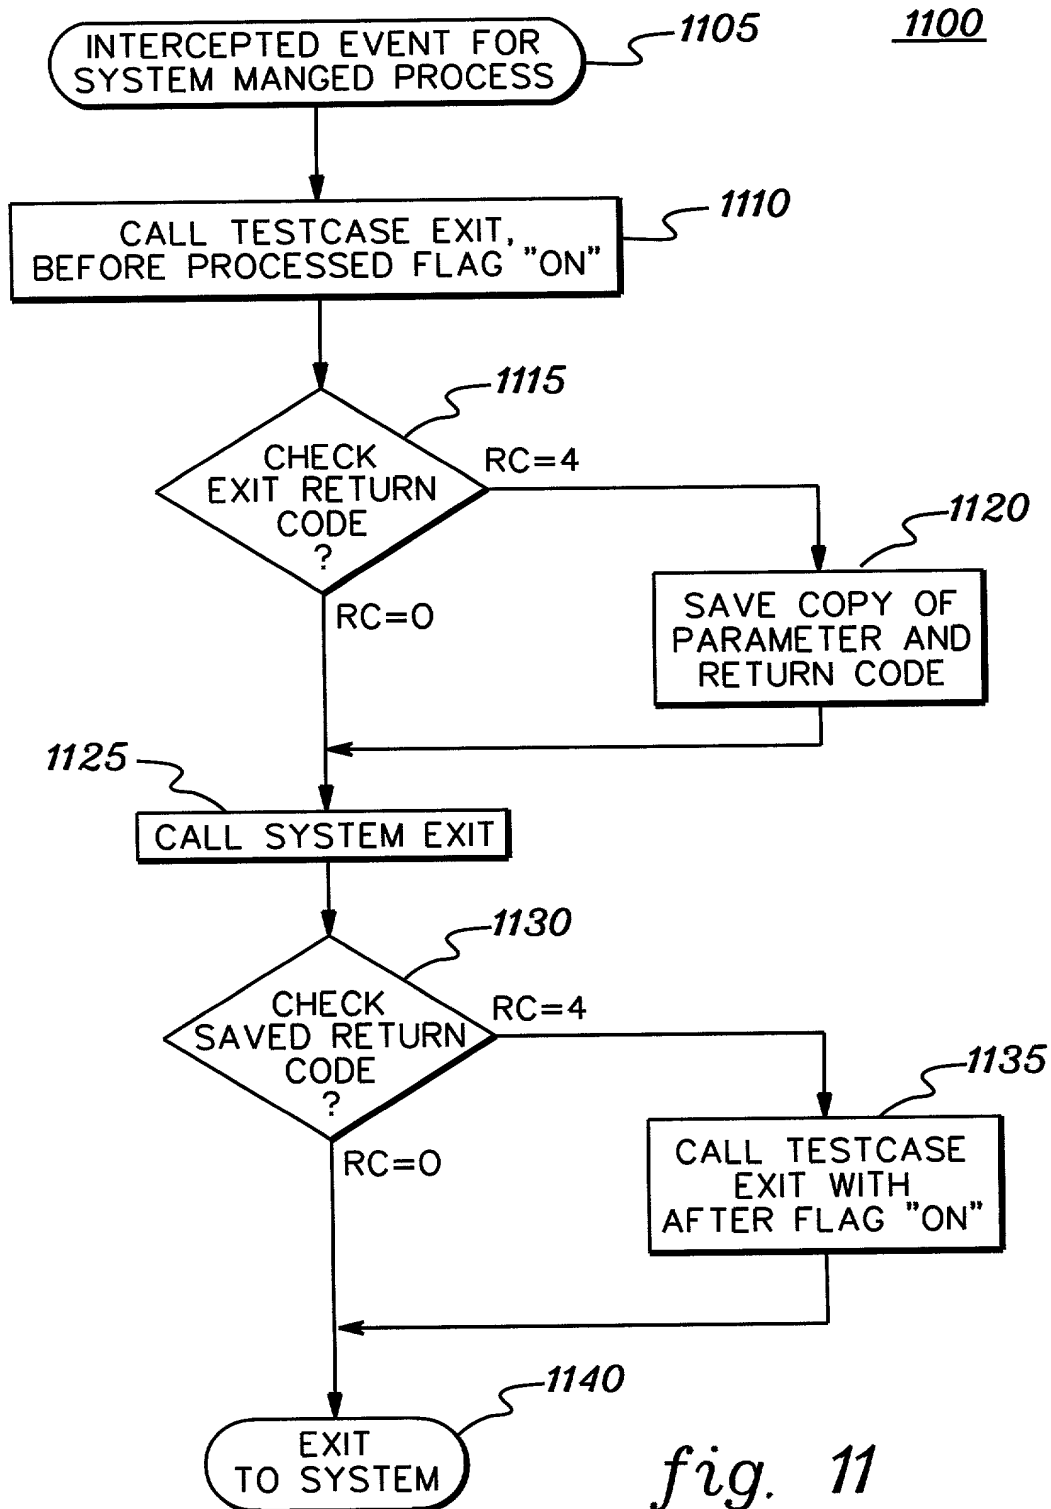 1100
1105
INTERCEPTED EVENT FOR
SYSTEM MANGED PROCESS
1110
CALL TESTCASE EXIT,
BEFORE PROCESSED FLAG "ON"
1115
CHECK
EXIT RETURN
CODE
?
RC=4
RC=0
1120
SAVE COPY OF
PARAMETER AND
RETURN CODE
1125
CALL SYSTEM EXIT
1130
CHECK
SAVED RETURN
CODE
?
RC=4
RC=0
1135
CALL TESTCASE
EXIT WITH
AFTER FLAG "ON"
1140
EXIT
TO SYSTEM
fig. 11